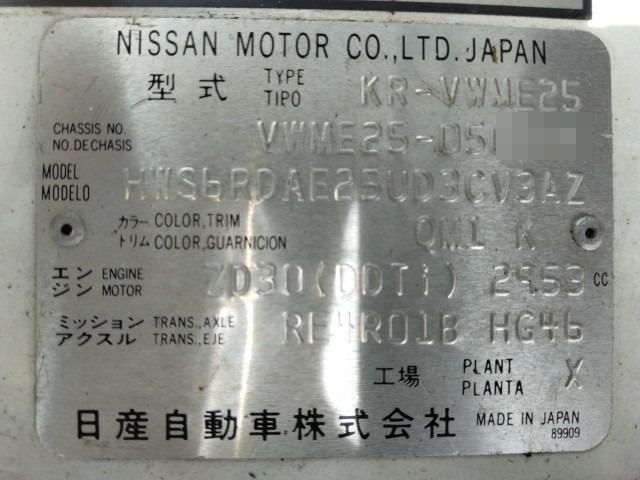 NISSAN MOTOR CO.,LTD. JAPAN
型式 TYPE TIPO KR-VWME25
CHASSIS NO. NO.DE CHASIS VWME25-05
MODEL MODELO HWS6RDAE25UD3CV3AZ
カラー COLOR,TRIM
トリム COLOR,GUARNICION QM1 K
エンジン ENGINE MOTOR ZD30(DDTi) 2953 CC
ミッション TRANS.,AXLE
アクスル TRANS.,EJE RE4R01B HG46
工場 PLANT PLANTA X
日産自動車株式会社 MADE IN JAPAN
89909